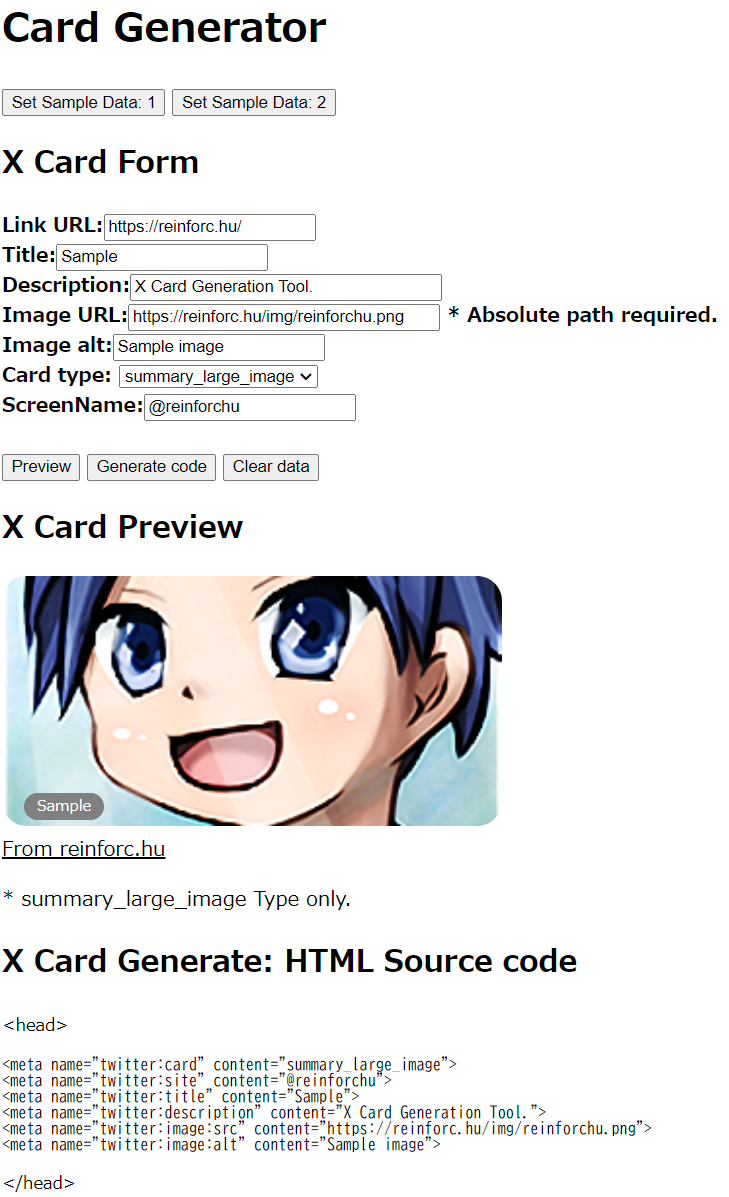 Card Generator
Set Sample Data: 1 Set Sample Data: 2
X Card Form
Link URL: https://reinforc.hu/
Title: Sample
Description: X Card Generation Tool.
Image URL: https://reinforc.hu/img/reinforchu.png * Absolute path required.
Image alt: Sample image
Card type: summary_large_image
ScreenName: @reinforchu
Preview Generate code Clear data
X Card Preview
Sample
From reinforc.hu
* summary_large_image Type only.
X Card Generate: HTML Source code
<head>
<meta name="twitter:card" content="summary_large_image">
<meta name="twitter:site" content="@reinforchu">
<meta name="twitter:title" content="Sample">
<meta name="twitter:description" content="X Card Generation Tool.">
<meta name="twitter:image:src" content="https://reinforc.hu/img/reinforchu.png">
<meta name="twitter:image:alt" content="Sample image">
</head>